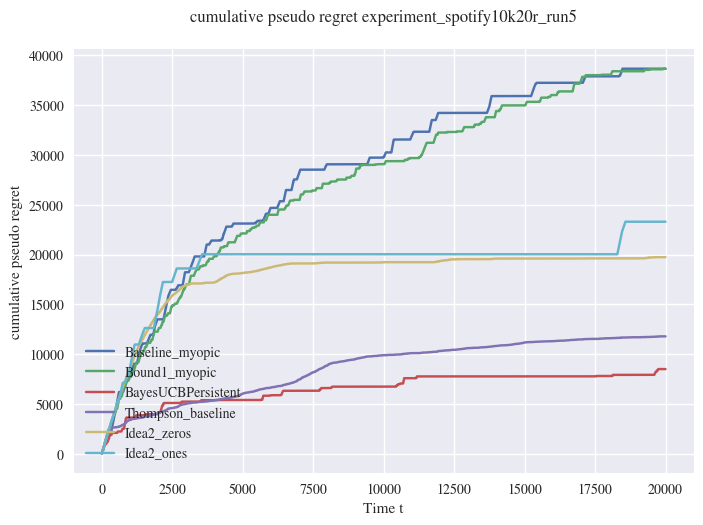 cumulative pseudo regret experiment_spotify10k20r_run5
40000
35000
30000
25000
20000
15000
10000
5000
0
cumulative pseudo regret
Baseline_myopic
Bound1_myopic
BayesUCBPersistent
Thompson_baseline
Idea2_zeros
Idea2_ones
0 2500 5000 7500 10000 12500 15000 17500 20000
Time t